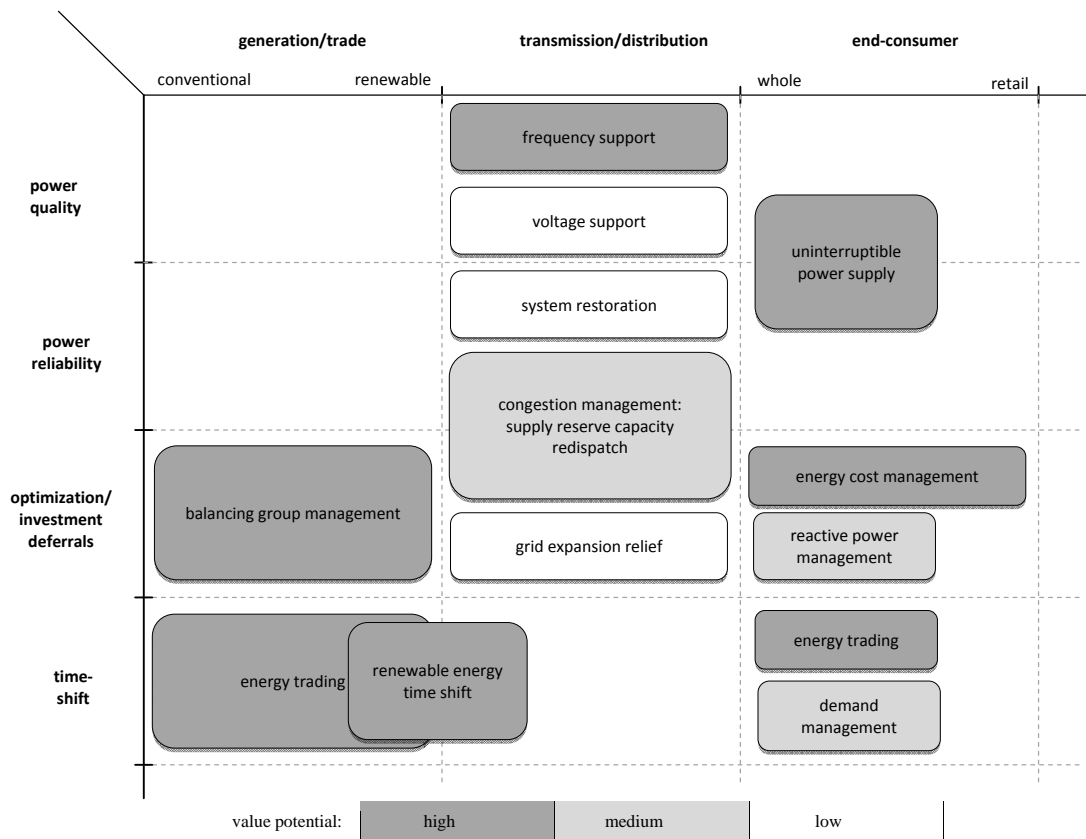 generation/trade
transmission/distribution
end-consumer
conventional
renewable
whole
retail
power
quality
frequency support
voltage support
uninterruptible
power supply
power
reliability
system restoration
congestion management:
supply reserve capacity
redispatch
optimization/
investment
deferrals
balancing group management
grid expansion relief
energy cost management
reactive power
management
time-
shift
energy trading
renewable energy
time shift
energy trading
demand
management
value potential:
high
medium
low